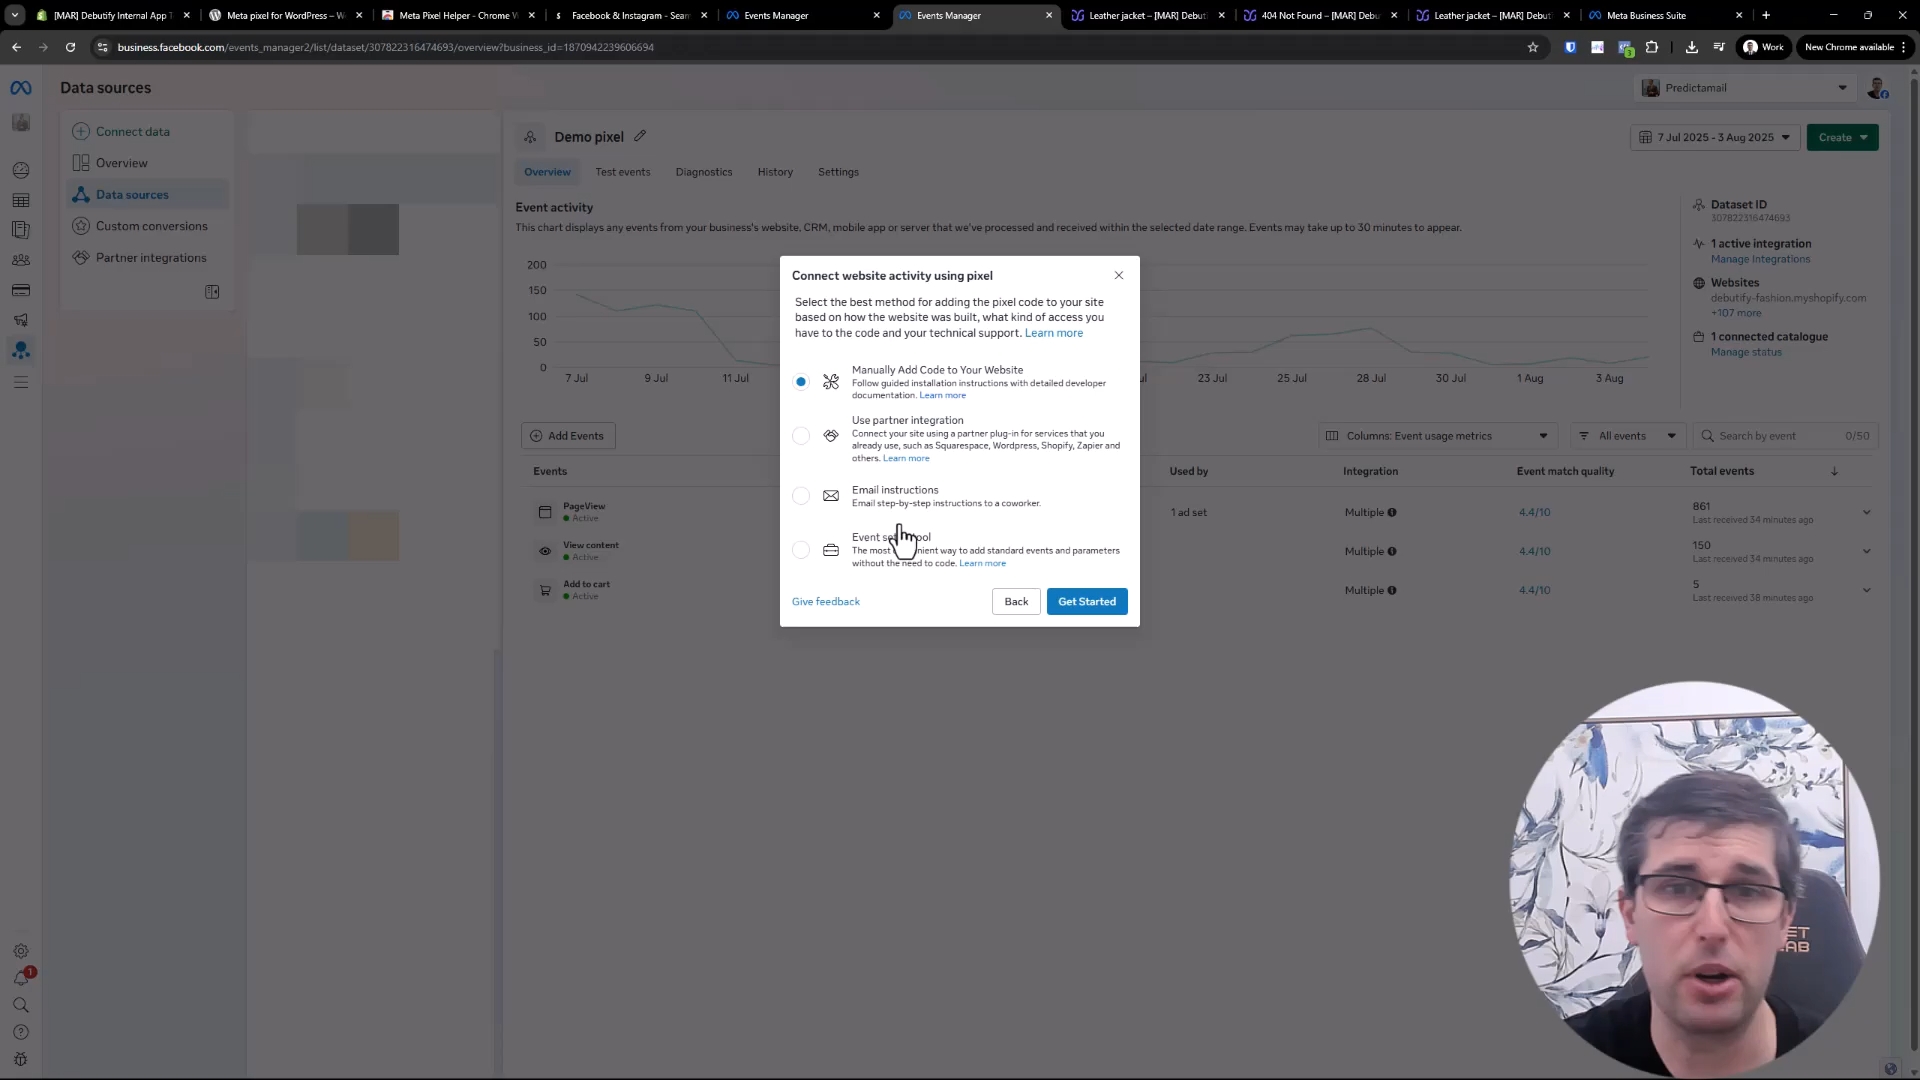 [MAR] Debutify Internal App T
Meta pixel for WordPress – W
Meta Pixel Helper - Chrome W
Facebook & Instagram - Sean
Events Manager
Events Manager
Leather jacket – [MAR] Debut
404 Not Found – [MAR] Debu
Leather jacket – [MAR] Debut
Meta Business Suite
business.facebook.com/events_manager2/list/dataset/307822316474693/overview?business_id=1870942239606694
Work
New Chrome available
Data sources
Predictamail
Connect data
Overview
Data sources
Custom conversions
Partner integrations
Demo pixel
7 Jul 2025 - 3 Aug 2025
Create
Overview
Test events
Diagnostics
History
Settings
Event activity
This chart displays any events from your business's website, CRM, mobile app or server that we've processed and received within the selected date range. Events may take up to 30 minutes to appear.
200
150
100
50
0
7 Jul
9 Jul
11 Jul
23 Jul
25 Jul
28 Jul
30 Jul
1 Aug
3 Aug
Dataset ID
307822316474693
1 active integration
Manage Integrations
Websites
debutify-fashion.myshopify.com
+107 more
1 connected catalogue
Manage status
Connect website activity using pixel
Select the best method for adding the pixel code to your site
based on how the website was built, what kind of access you
have to the code and your technical support. Learn more
Manually Add Code to Your Website
Follow guided installation instructions with detailed developer
documentation. Learn more
Use partner integration
Connect your site using a partner plug-in for services that you
already use, such as Squarespace, Wordpress, Shopify, Zapier and
others. Learn more
Email instructions
Email step-by-step instructions to a coworker.
Event
The most
way to add standard events and parameters
without the need to code. Learn more
Give feedback
Back
Get Started
Add Events
Columns: Event usage metrics
All events
Search by event
0/50
Events
Used by
Integration
Event match quality
Total events
PageView
Active
1 ad set
Multiple
4.4/10
861
Last received 34 minutes ago
View content
Active
Multiple
4.4/10
150
Last received 34 minutes ago
Add to cart
Active
Multiple
4.4/10
5
Last received 38 minutes ago
1